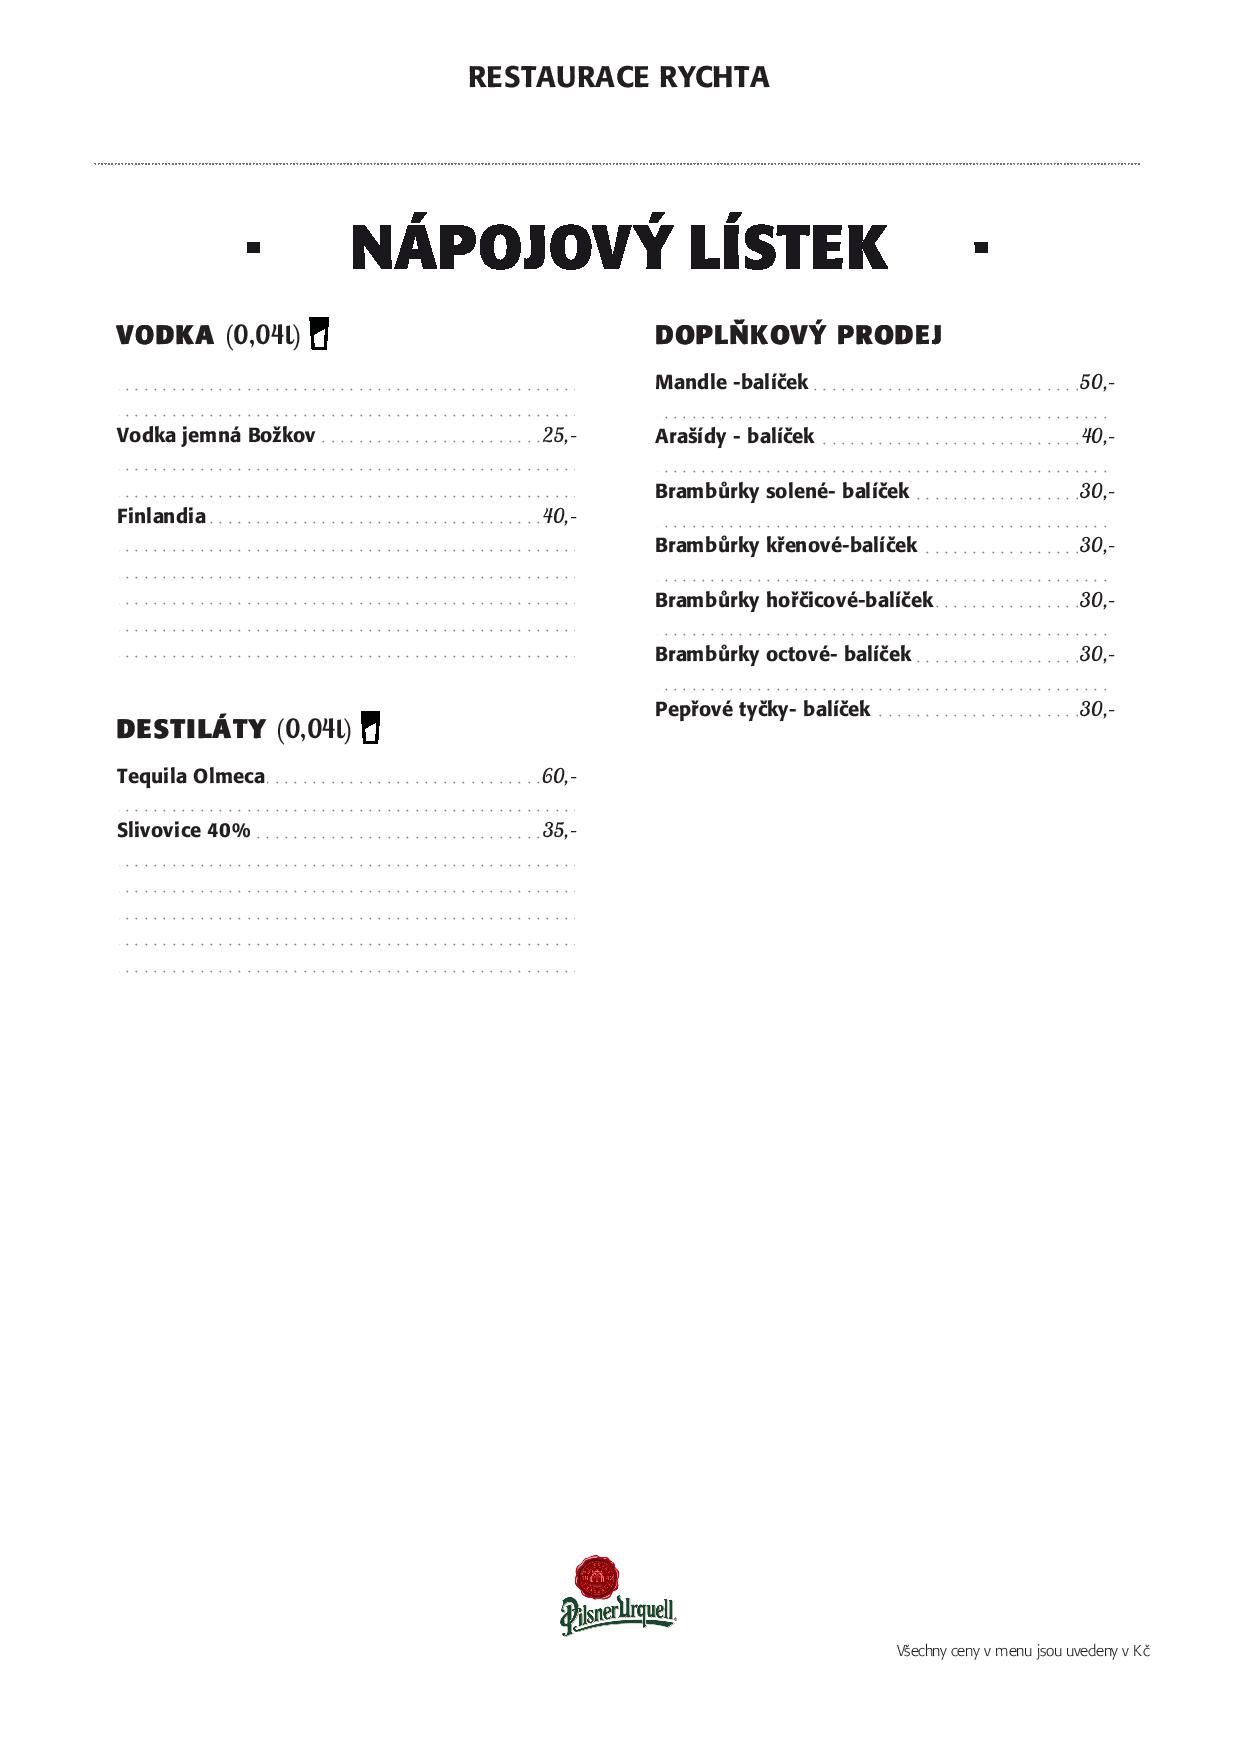 RESTAURACE RYCHTA
- NÁPOJOVÝ LÍSTEK -
VODKA (0,04l)
Vodka jemná Božkov 25,-
Finlandia 40,-
DESTILÁTY (0,04l)
Tequila Olmeca 60,-
Slivovice 40% 35,-
DOPLŇKOVÝ PRODEJ
Mandle -balíček 50,-
Arašídy - balíček 40,-
Brambůrky solené- balíček 30,-
Brambůrky křenové-balíček 30,-
Brambůrky hořčicové-balíček 30,-
Brambůrky octové- balíček 30,-
Pepřové tyčky- balíček 30,-
Pilsner Urquell
Všechny ceny v menu jsou uvedeny v Kč